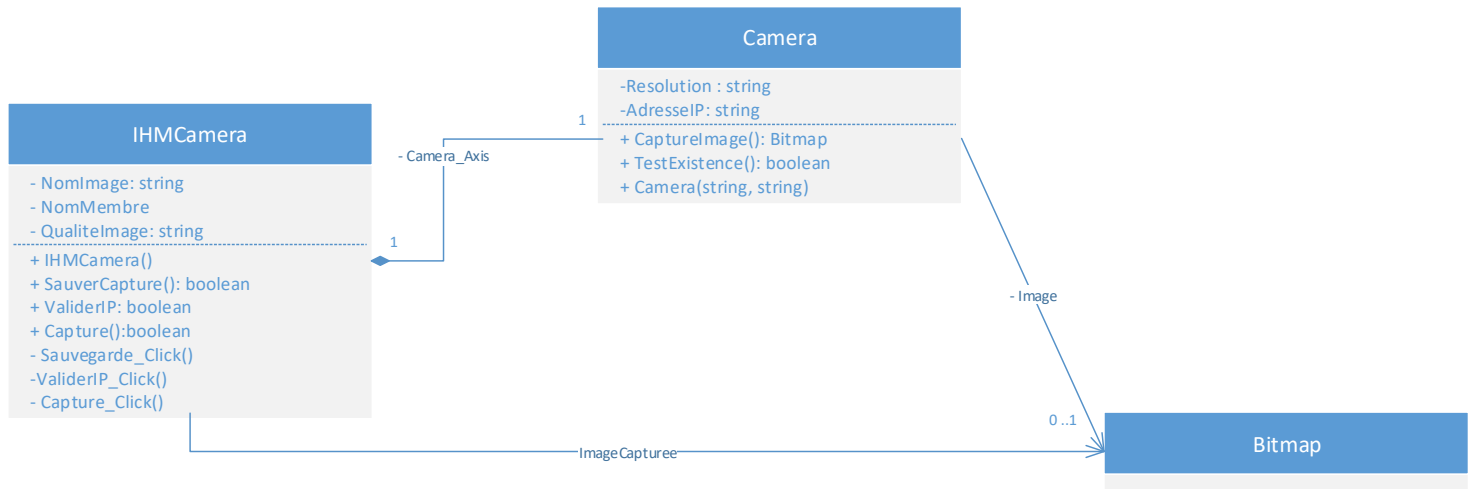 Camera
-Resolution : string
-AdresseIP: string
+ CaptureImage(): Bitmap
+ TestExistence(): boolean
+ Camera(string, string)
IHMCamera
- NomImage: string
- NomMembre
- QualiteImage: string
+ IHMCamera()
+ SauverCapture(): boolean
+ ValiderIP: boolean
+ Capture():boolean
- Sauvegarde_Click()
-ValiderIP_Click()
- Capture_Click()
1
- Camera_Axis
1
- Image
0 ..1
ImageCapturee
Bitmap